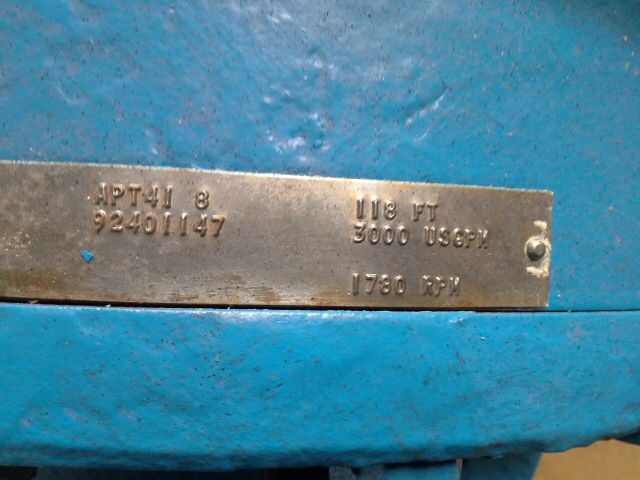 APT41 8
92401147
118 FT
3000 USGPM
1780 RPM